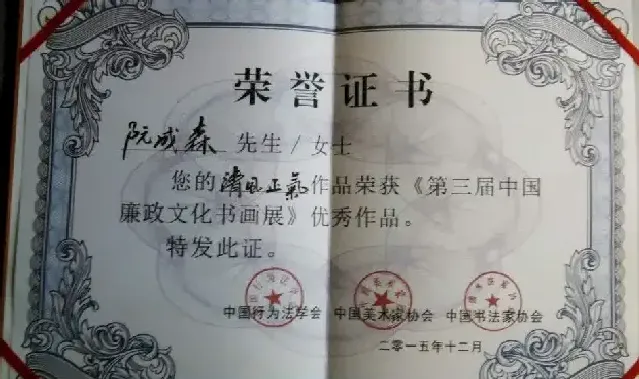 荣誉证书
阮成森 先生/女士
您的清风正氣作品荣获《第三届中国
廉政文化书画展》优秀作品。
特发此证。
中国行为法学会 中国美术家协会 中国书法家协会
二零一五年十二月